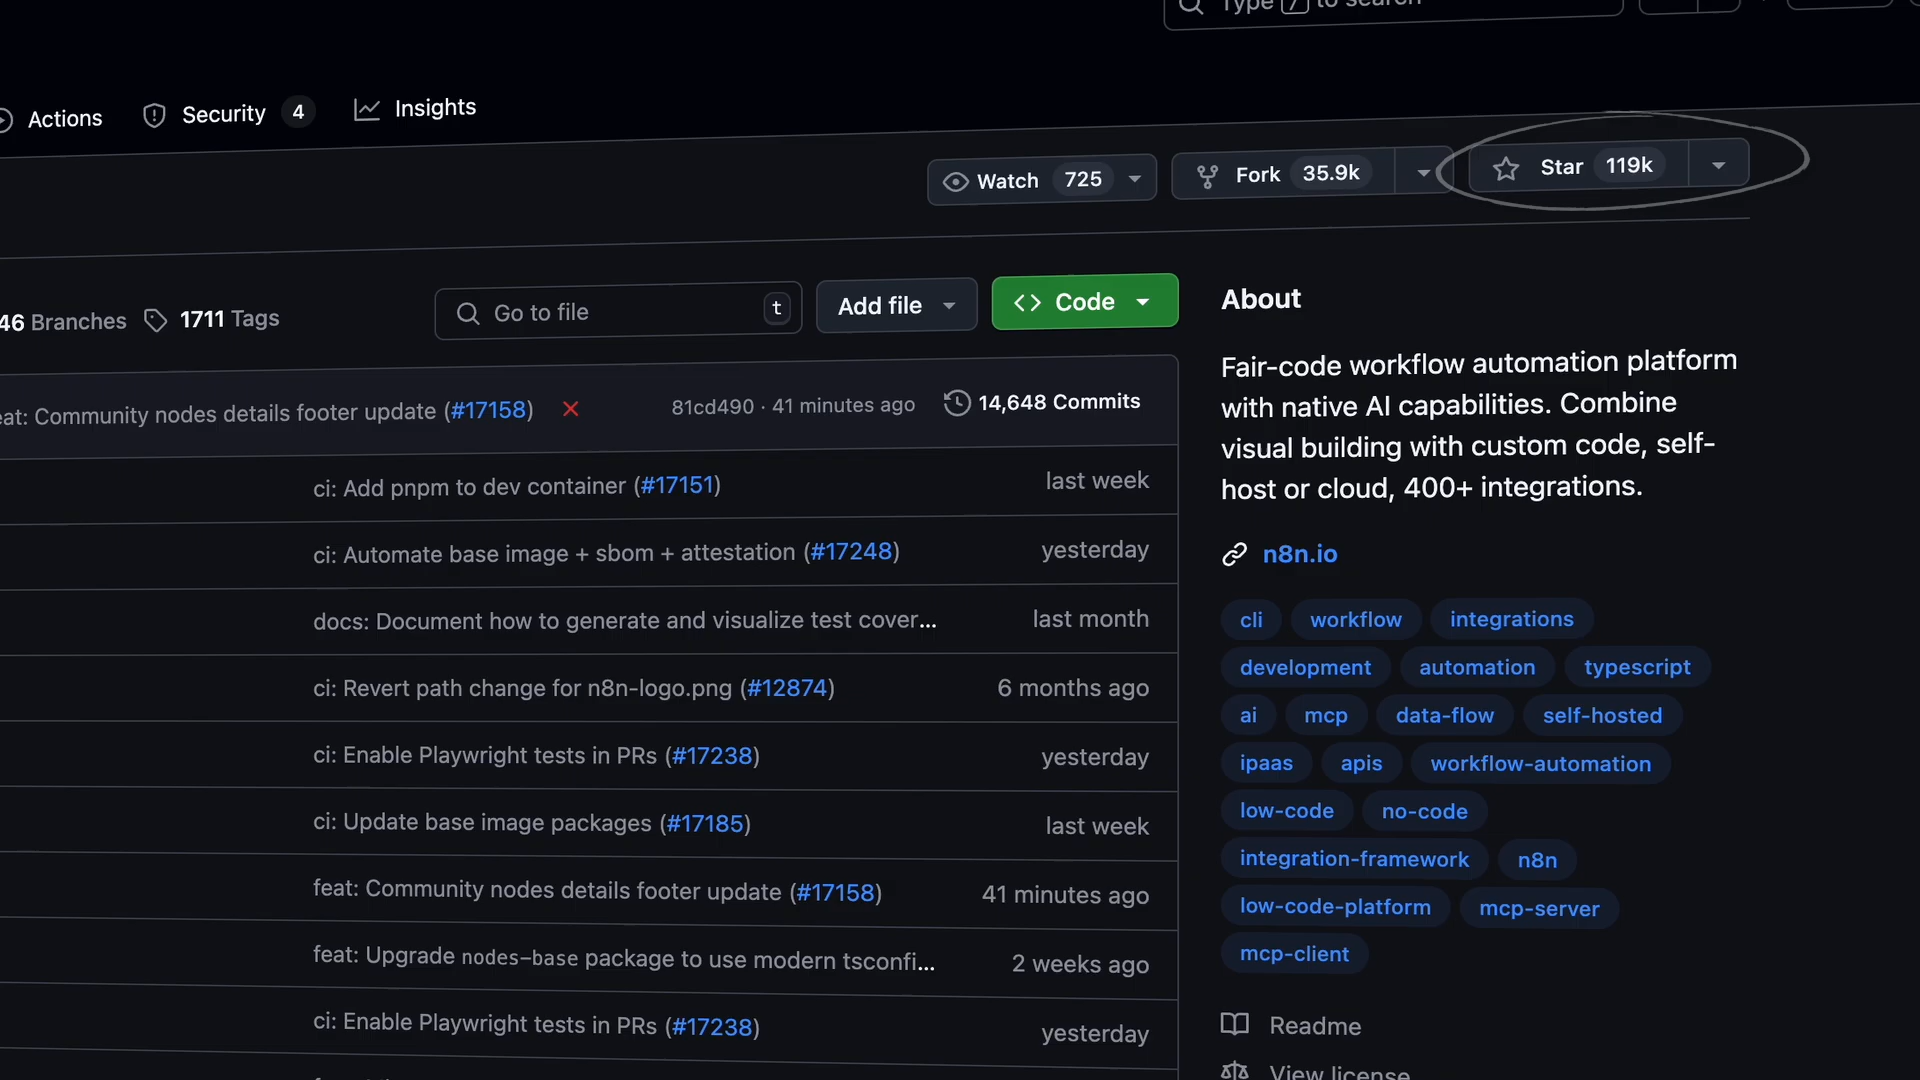 Type / to search
Actions
Security 4
Insights
Watch 725
Fork 35.9k
Star 119k
46 Branches
1711 Tags
Go to file t
Add file
Code
About
Fair-code workflow automation platform
with native AI capabilities. Combine
visual building with custom code, self-
host or cloud, 400+ integrations.
n8n.io
cli workflow integrations
development automation typescript
ai mcp data-flow self-hosted
ipaas apis workflow-automation
low-code no-code
integration-framework n8n
low-code-platform mcp-server
mcp-client
Readme
View license
eat: Community nodes details footer update (#17158)
81cd490 · 41 minutes ago
14,648 Commits
ci: Add pnpm to dev container (#17151) last week
ci: Automate base image + sbom + attestation (#17248) yesterday
docs: Document how to generate and visualize test cover... last month
ci: Revert path change for n8n-logo.png (#12874) 6 months ago
ci: Enable Playwright tests in PRs (#17238) yesterday
ci: Update base image packages (#17185) last week
feat: Community nodes details footer update (#17158) 41 minutes ago
feat: Upgrade nodes-base package to use modern tsconfi... 2 weeks ago
ci: Enable Playwright tests in PRs (#17238) yesterday